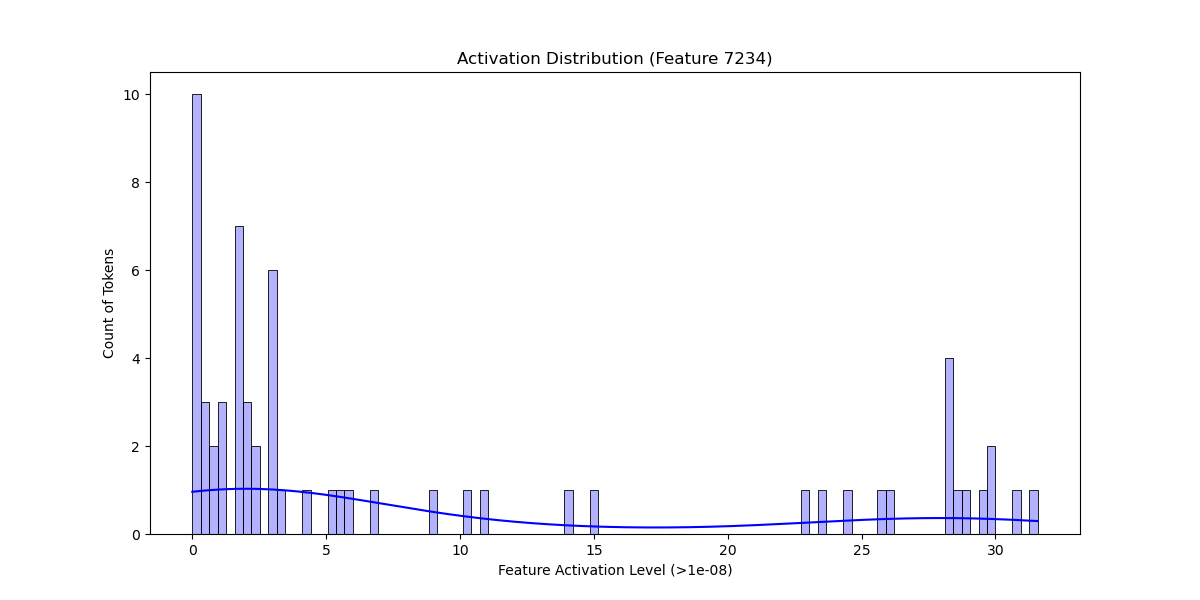 Activation Distribution (Feature 7234)
10
8
6
4
2
0
Count of Tokens
0 5 10 15 20 25 30
Feature Activation Level (>1e-08)